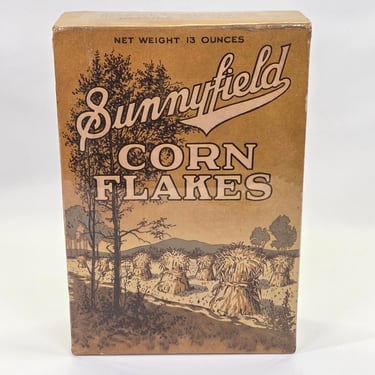 NET WEIGHT 13 OUNCES
Sunnyfield
CORN
FLAKES